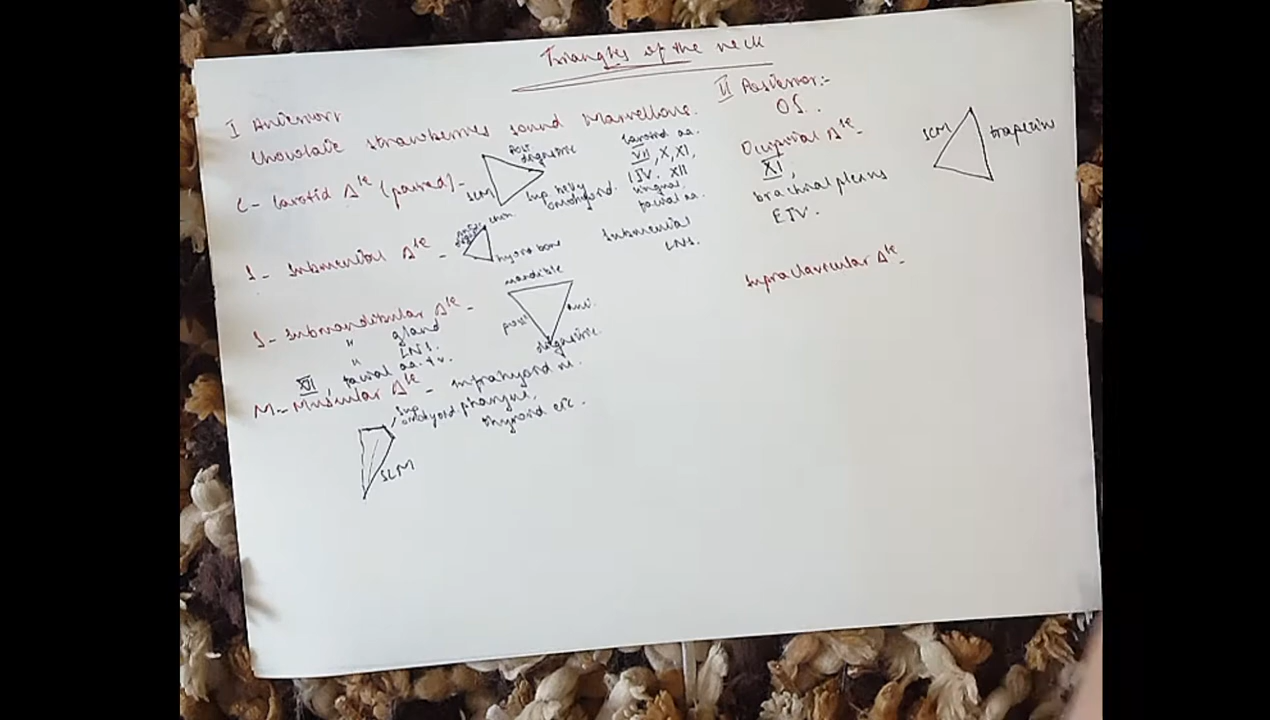 Triangles of the neck
I Anterior
Chocolate strawberries sound Marvellous.
C - Carotid Δle (paired) -
post. digastric
SCM
Sup. belly omohyoid.
Carotid aa.
VII, X, XI,
IJV. XII
lingual
facial aa.
S - Submental Δle -
hyoid bone
Submental
LNS.
S - Submandibular Δle -
" gland
" LNS.
XII, facial aa. + v.
mandible
post.
ant.
digastric.
M - Muscular Δle - infrahyoid m.
pharynx,
thyroid etc.
Sup. omohyoid
SCM
II Posterior:-
OS.
Occipital Δle -
XI,
brachial plexus
EJV.
SCM
trapezius
Supraclavicular Δle -